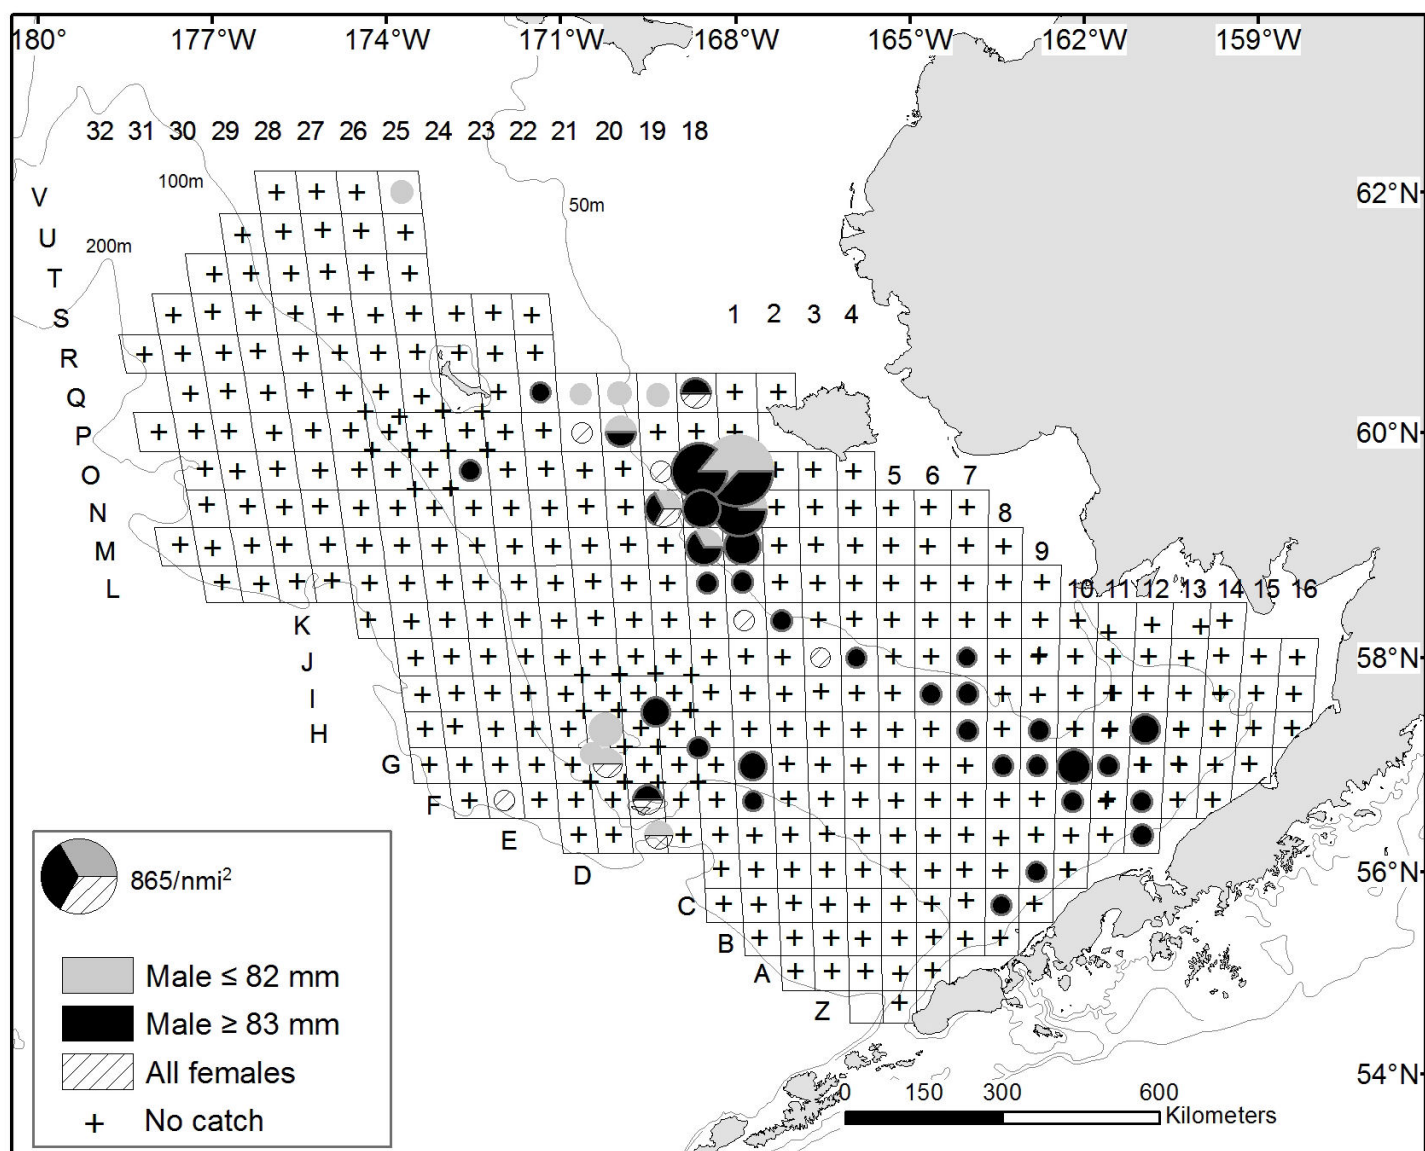 180° 177°W 174°W 171°W 168°W 165°W 162°W 159°W
32 31 30 29 28 27 26 25 24 23 22 21 20 19 18
100m
V
62°N
50m
U
200m
T
S
1 2 3 4
R
Q
P
60°N
O
5 6 7
N
8
M
9
L
10 11 12 13 14 15 16
K
J
58°N
I
H
G
F
E
D
56°N
865/nmi²
C
B
A
Male ≤ 82 mm
Z
Male ≥ 83 mm
All females
54°N
0 150 300 600
Kilometers
No catch